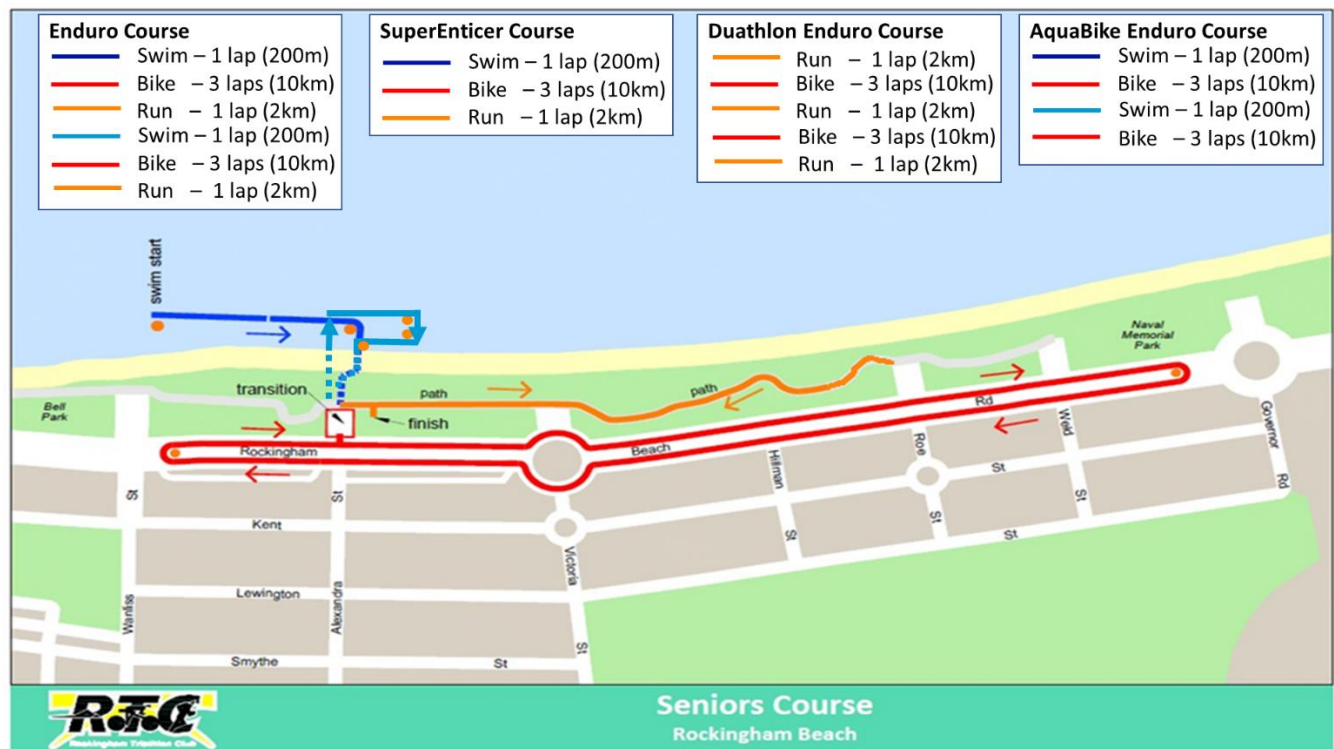 Enduro Course
Swim – 1 lap (200m)
Bike – 3 laps (10km)
Run – 1 lap (2km)
Swim – 1 lap (200m)
Bike – 3 laps (10km)
Run – 1 lap (2km)
SuperEnticer Course
Swim – 1 lap (200m)
Bike – 3 laps (10km)
Run – 1 lap (2km)
Duathlon Enduro Course
Run – 1 lap (2km)
Bike – 3 laps (10km)
Run – 1 lap (2km)
Bike – 3 laps (10km)
Run – 1 lap (2km)
AquaBike Enduro Course
Swim – 1 lap (200m)
Bike – 3 laps (10km)
Swim – 1 lap (200m)
Bike – 3 laps (10km)
swim start
Naval
Memorial
Park
transition
path
path
Bell
Park
finish
Rockingham
Beach
Rd
Wanliss
St
Alexandra
St
Victoria
St
Hillman
St
Roe
St
Weld
St
Governor
Rd
Kent
St
Lewington
St
Smythe
St
R.T.C
Rockingham Triathlon Club
Seniors Course
Rockingham Beach